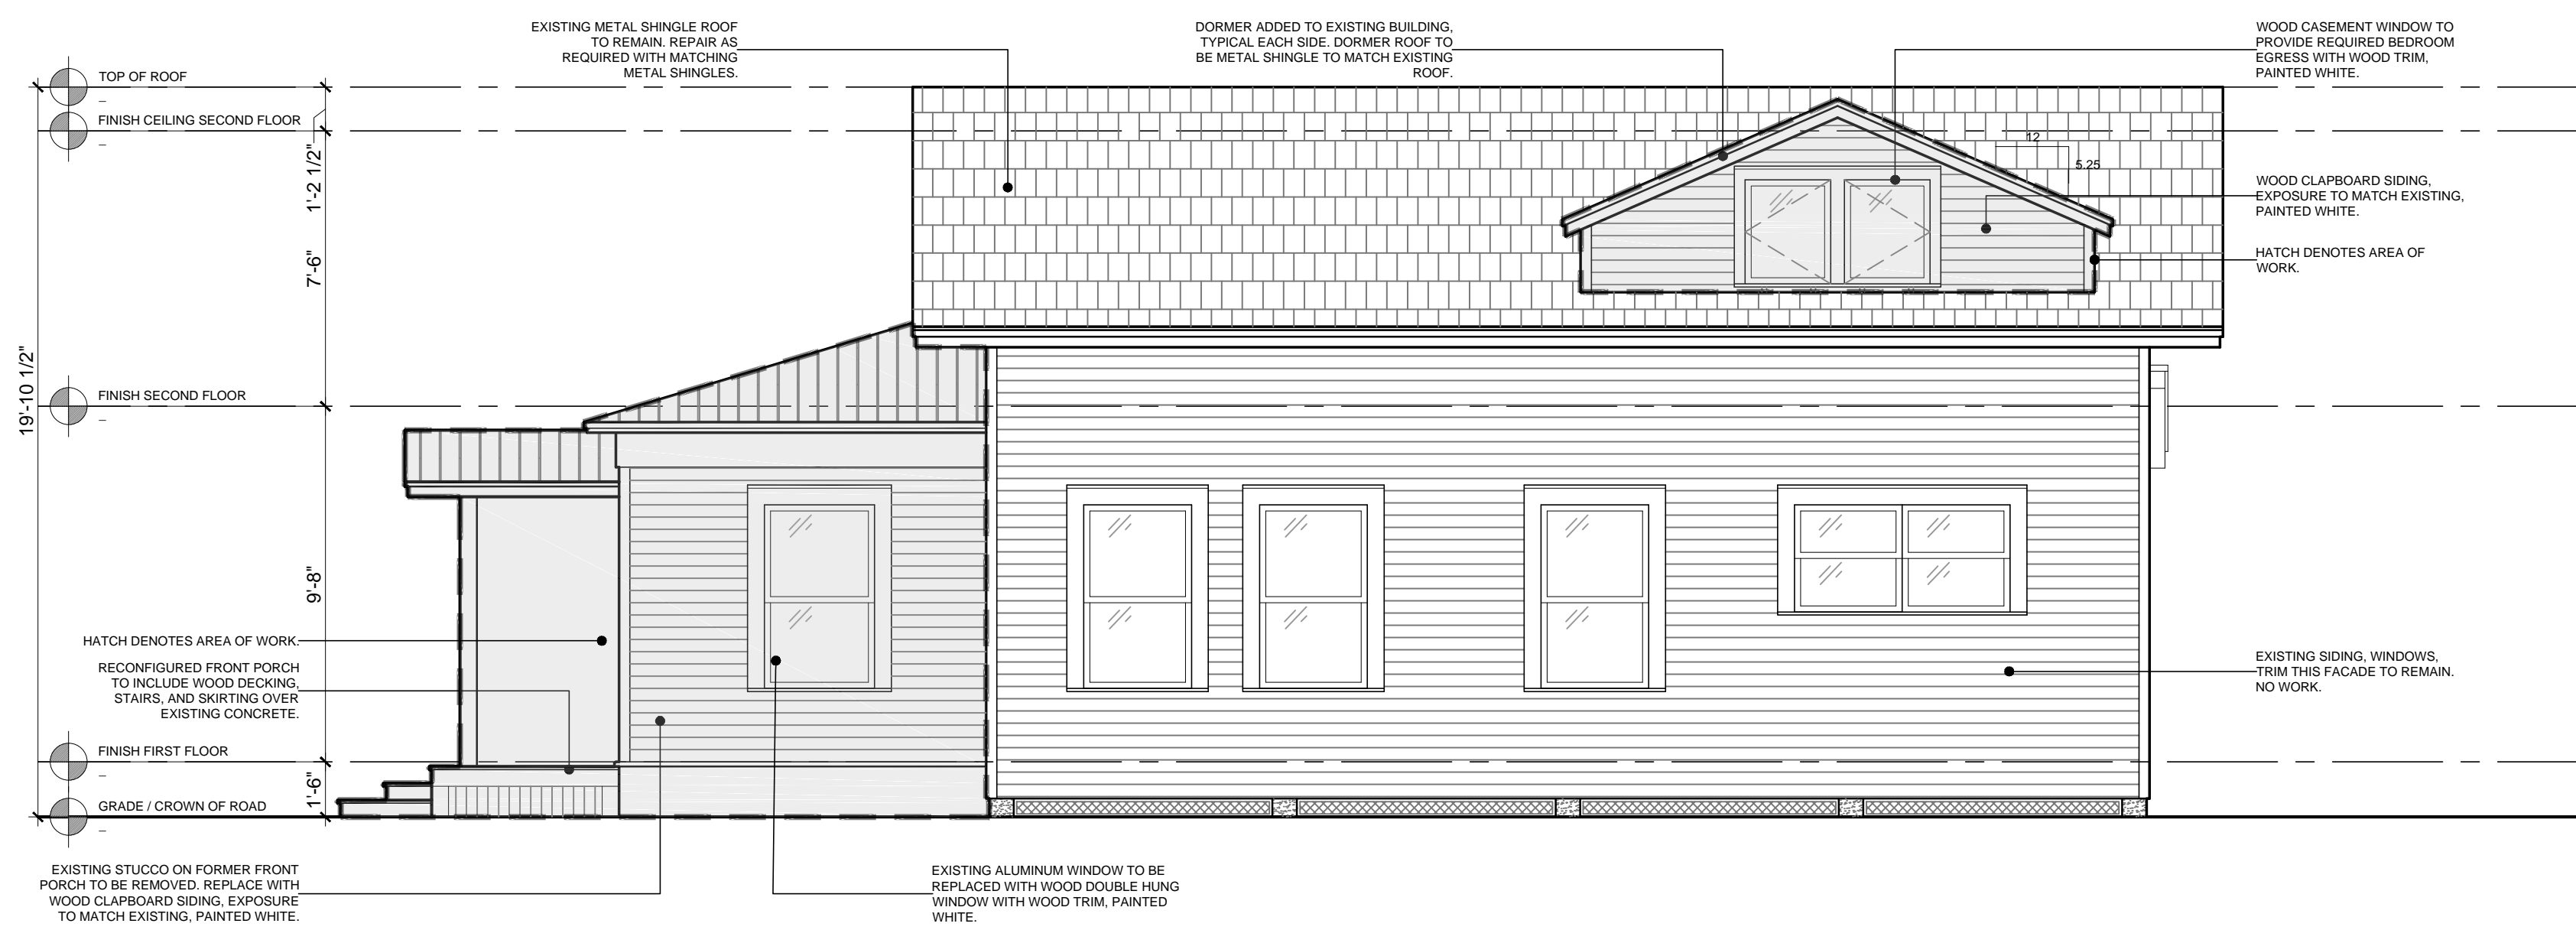 EXISTING METAL SHINGLE ROOF
TO REMAIN. REPAIR AS
REQUIRED WITH MATCHING
METAL SHINGLES.
DORMER ADDED TO EXISTING BUILDING,
TYPICAL EACH SIDE. DORMER ROOF TO
BE METAL SHINGLE TO MATCH EXISTING
ROOF.
WOOD CASEMENT WINDOW TO
PROVIDE REQUIRED BEDROOM
EGRESS WITH WOOD TRIM,
PAINTED WHITE.
TOP OF ROOF
FINISH CEILING SECOND FLOOR
1'-2 1/2"
12
5.25
WOOD CLAPBOARD SIDING,
EXPOSURE TO MATCH EXISTING,
PAINTED WHITE.
7'-6"
HATCH DENOTES AREA OF
WORK.
19'-10 1/2"
FINISH SECOND FLOOR
9'-8"
HATCH DENOTES AREA OF WORK.
RECONFIGURED FRONT PORCH
TO INCLUDE WOOD DECKING,
STAIRS, AND SKIRTING OVER
EXISTING CONCRETE.
EXISTING SIDING, WINDOWS,
TRIM THIS FACADE TO REMAIN.
NO WORK.
FINISH FIRST FLOOR
1'-6"
GRADE / CROWN OF ROAD
EXISTING STUCCO ON FORMER FRONT
PORCH TO BE REMOVED. REPLACE WITH
WOOD CLAPBOARD SIDING, EXPOSURE
TO MATCH EXISTING, PAINTED WHITE.
EXISTING ALUMINUM WINDOW TO BE
REPLACED WITH WOOD DOUBLE HUNG
WINDOW WITH WOOD TRIM, PAINTED
WHITE.